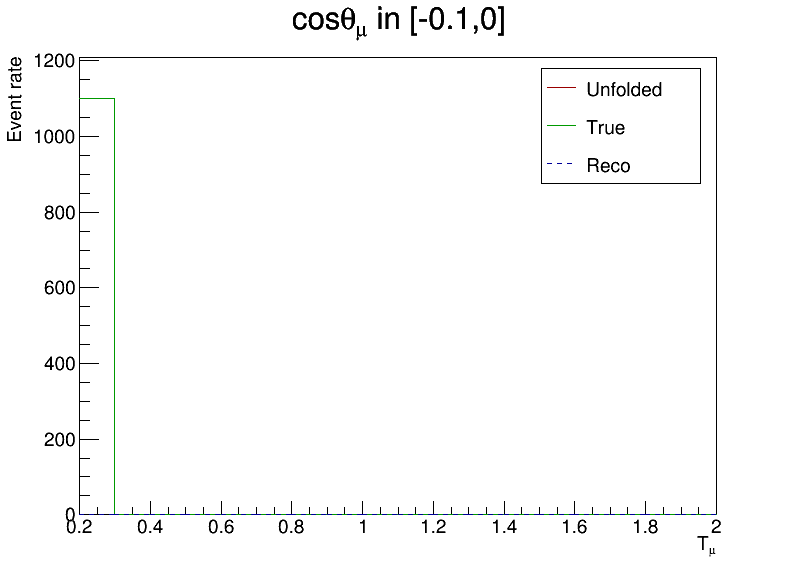 cosθμ in [-0.1,0]
Event rate
1200
1000
800
600
400
200
0
Unfolded
True
Reco
0.2 0.4 0.6 0.8 1 1.2 1.4 1.6 1.8 2
Tμ